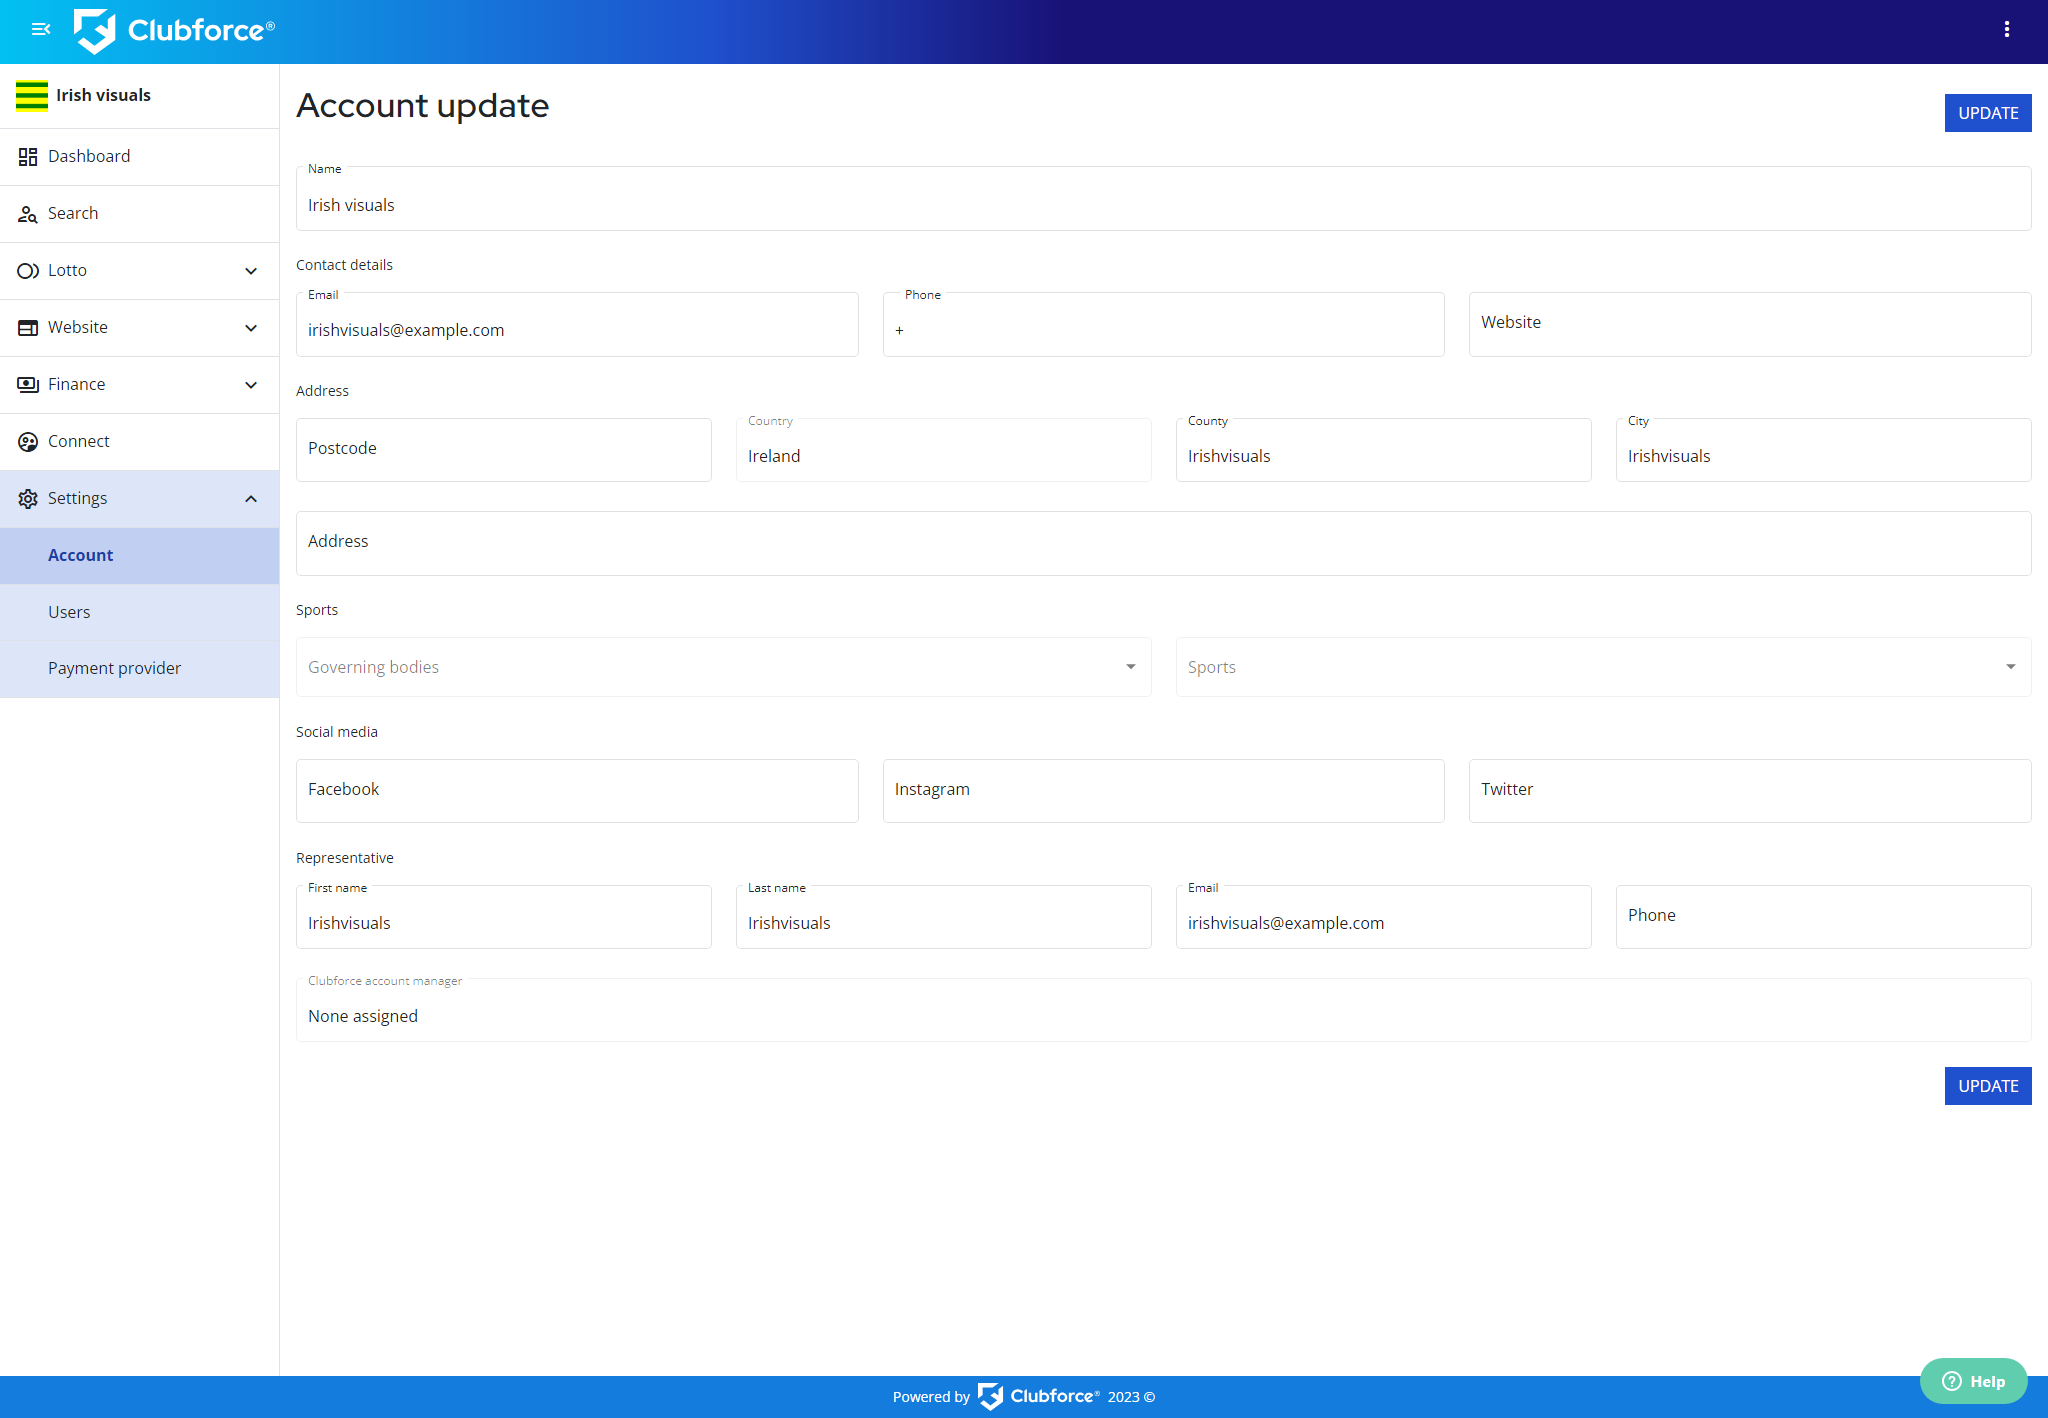 Clubforce®
Irish visuals
Dashboard
Search
Lotto
Website
Finance
Connect
Settings
Account
Users
Payment provider
Account update
UPDATE
Name
Irish visuals
Contact details
Email
irishvisuals@example.com
Phone
+
Website
Address
Postcode
Country
Ireland
County
Irishvisuals
City
Irishvisuals
Address
Sports
Governing bodies
Sports
Social media
Facebook
Instagram
Twitter
Representative
First name
Irishvisuals
Last name
Irishvisuals
Email
irishvisuals@example.com
Phone
Clubforce account manager
None assigned
UPDATE
Powered by Clubforce® 2023 ©
Help